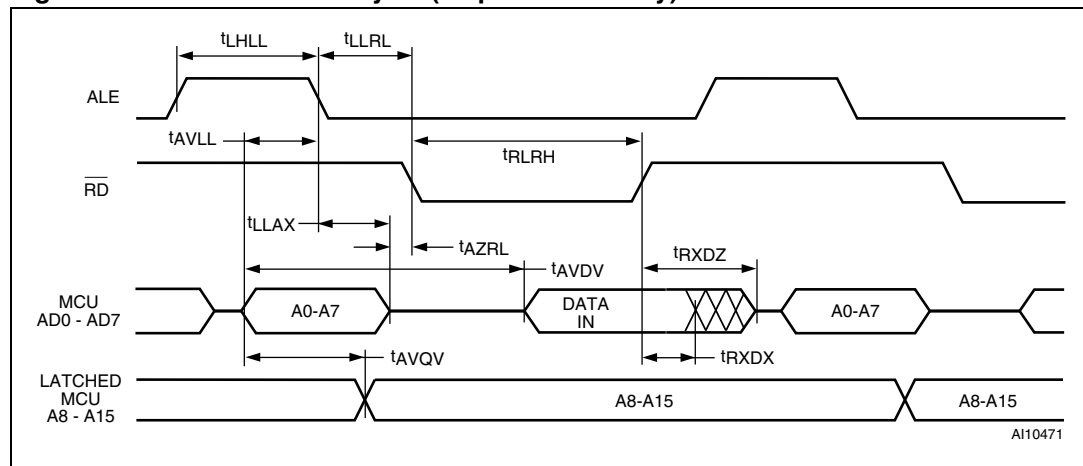 tLHLL
tLLRL
ALE
tAVLL
tRLRH
RD
tLLAX
tAZRL
tRXDZ
tAVDV
MCU
AD0 - AD7
A0-A7
DATA
IN
A0-A7
tAVQV
tRXDX
LATCHED
MCU
A8 - A15
A8-A15
A8-A15
AI10471